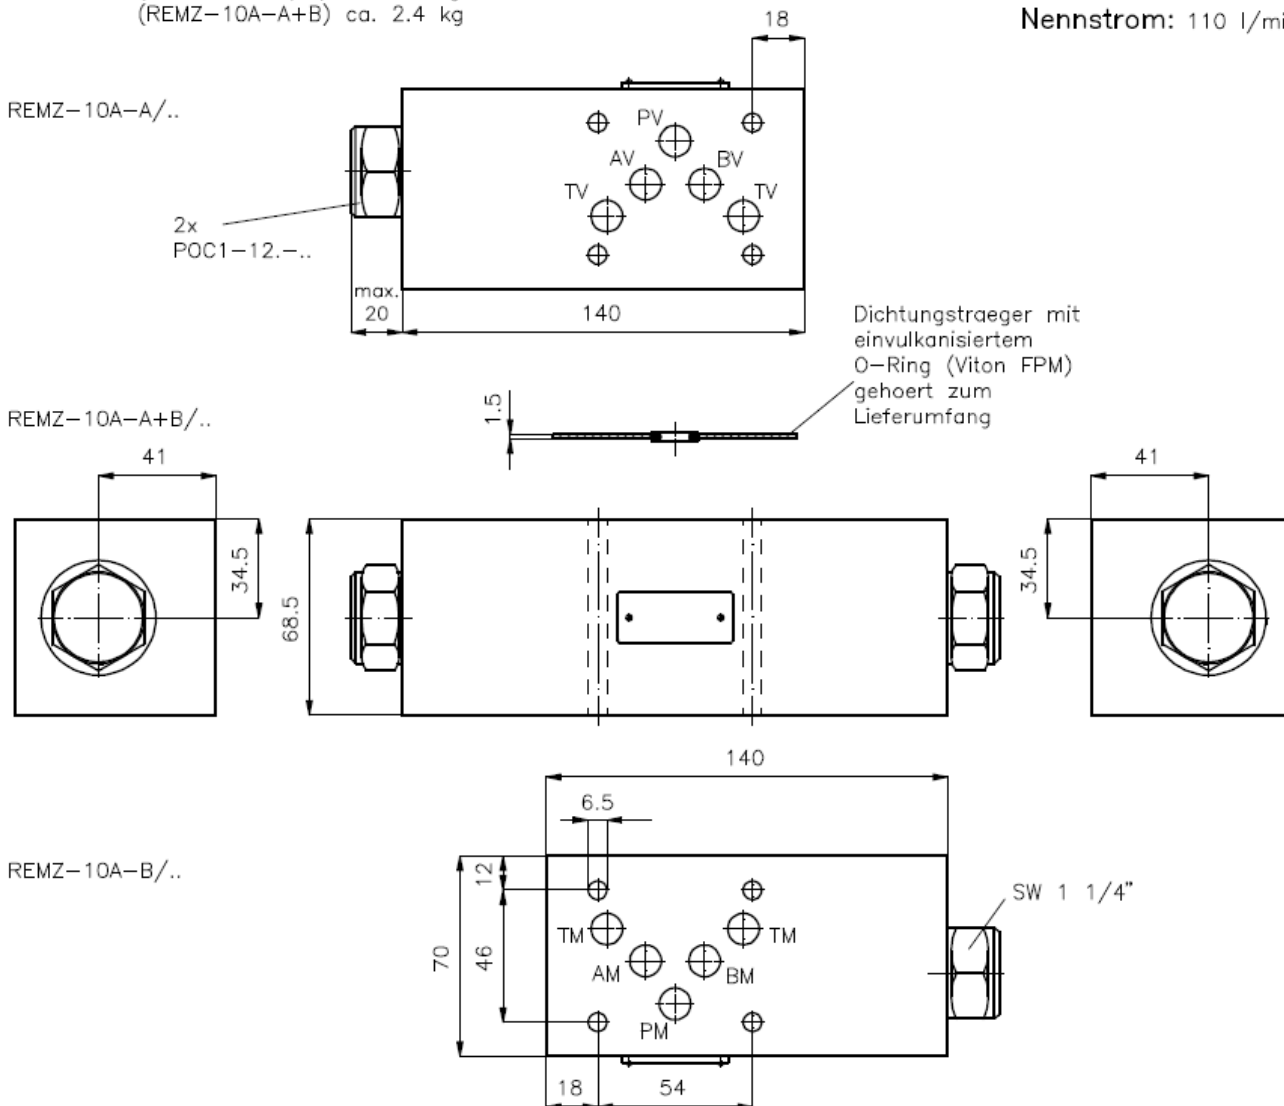 (REMZ-10A-A+B) ca. 2.4 kg
18
Nennstrom: 110 l/mi
REMZ-10A-A/..
PV
AV
BV
TV
TV
2x
POC1-12.-..
max.
20
140
Dichtungstraeger mit
einvulkanisiertem
O-Ring (Viton FPM)
gehoert zum
Lieferumfang
1.5
REMZ-10A-A+B/..
41
41
34.5
68.5
34.5
140
6.5
REMZ-10A-B/..
12
SW 1 1/4"
TM
TM
70
46
AM
BM
PM
18
54